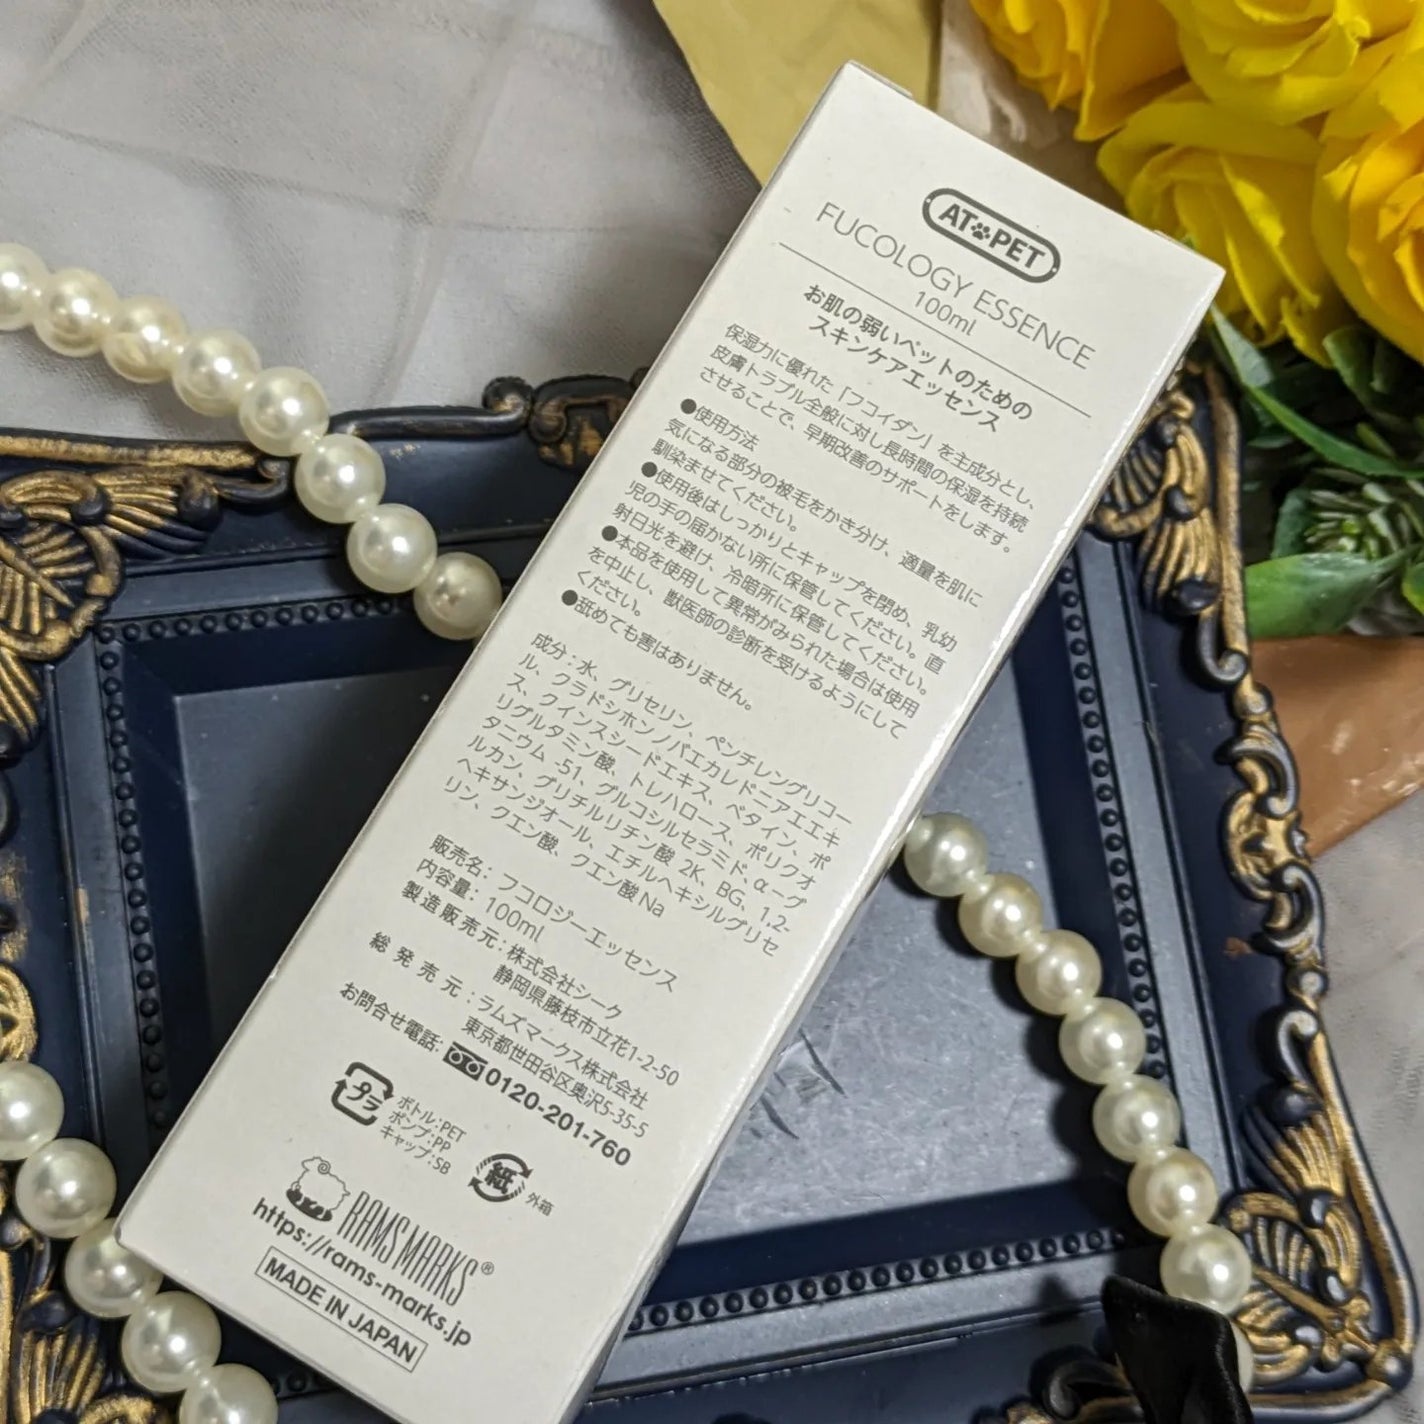 AT PET
FUCOLOGY ESSENCE
100ml
お肌の弱いペットのための
スキンケアエッセンス
保湿力に優れた「フコイダン」を主成分とし、
皮膚トラブル全般に対し長時間の保湿を持続
させることで、早期改善のサポートをします。
●使用方法
気になる部分の被毛をかき分け、適量を肌に
馴染ませてください。
●使用後はしっかりとキャップを閉め、乳幼
児の手の届かない所に保管してください。直
射日光を避け、冷暗所に保管してください。
●本品を使用して異常がみられた場合は使用
を中止し、獣医師の診断を受けるようにして
ください。
●舐めても害はありません。
成分:水、グリセリン、ペンチレングリコー
ル、クラドシホンノバエカレドニアエエキ
ス、クインスシードエキス、ベタイン、ポ
リグルタミン酸、トレハロース、ポリクオ
タニウム -51、グルコシルセラミド、α－グ
ルカン、グリチルリチン酸 2K、BG、1.2-
ヘキサンジオール、エチルヘキシルグリセ
リン、クエン酸、クエン酸 Na
販売名: フコロジーエッセンス
内容量: 100ml
製造販売元:株式会社シーク
静岡県藤枝市立花1-2-50
総発売元:ラムズマークス株式会社
東京都世田谷区奥沢5-35-5
お問合せ電話: 0120-201-760
プラ
ボトル:PET
ポンプ:PP
キャップ:SB
紙 外箱
RAMS MARKS®
https://rams-marks.jp
MADE IN JAPAN